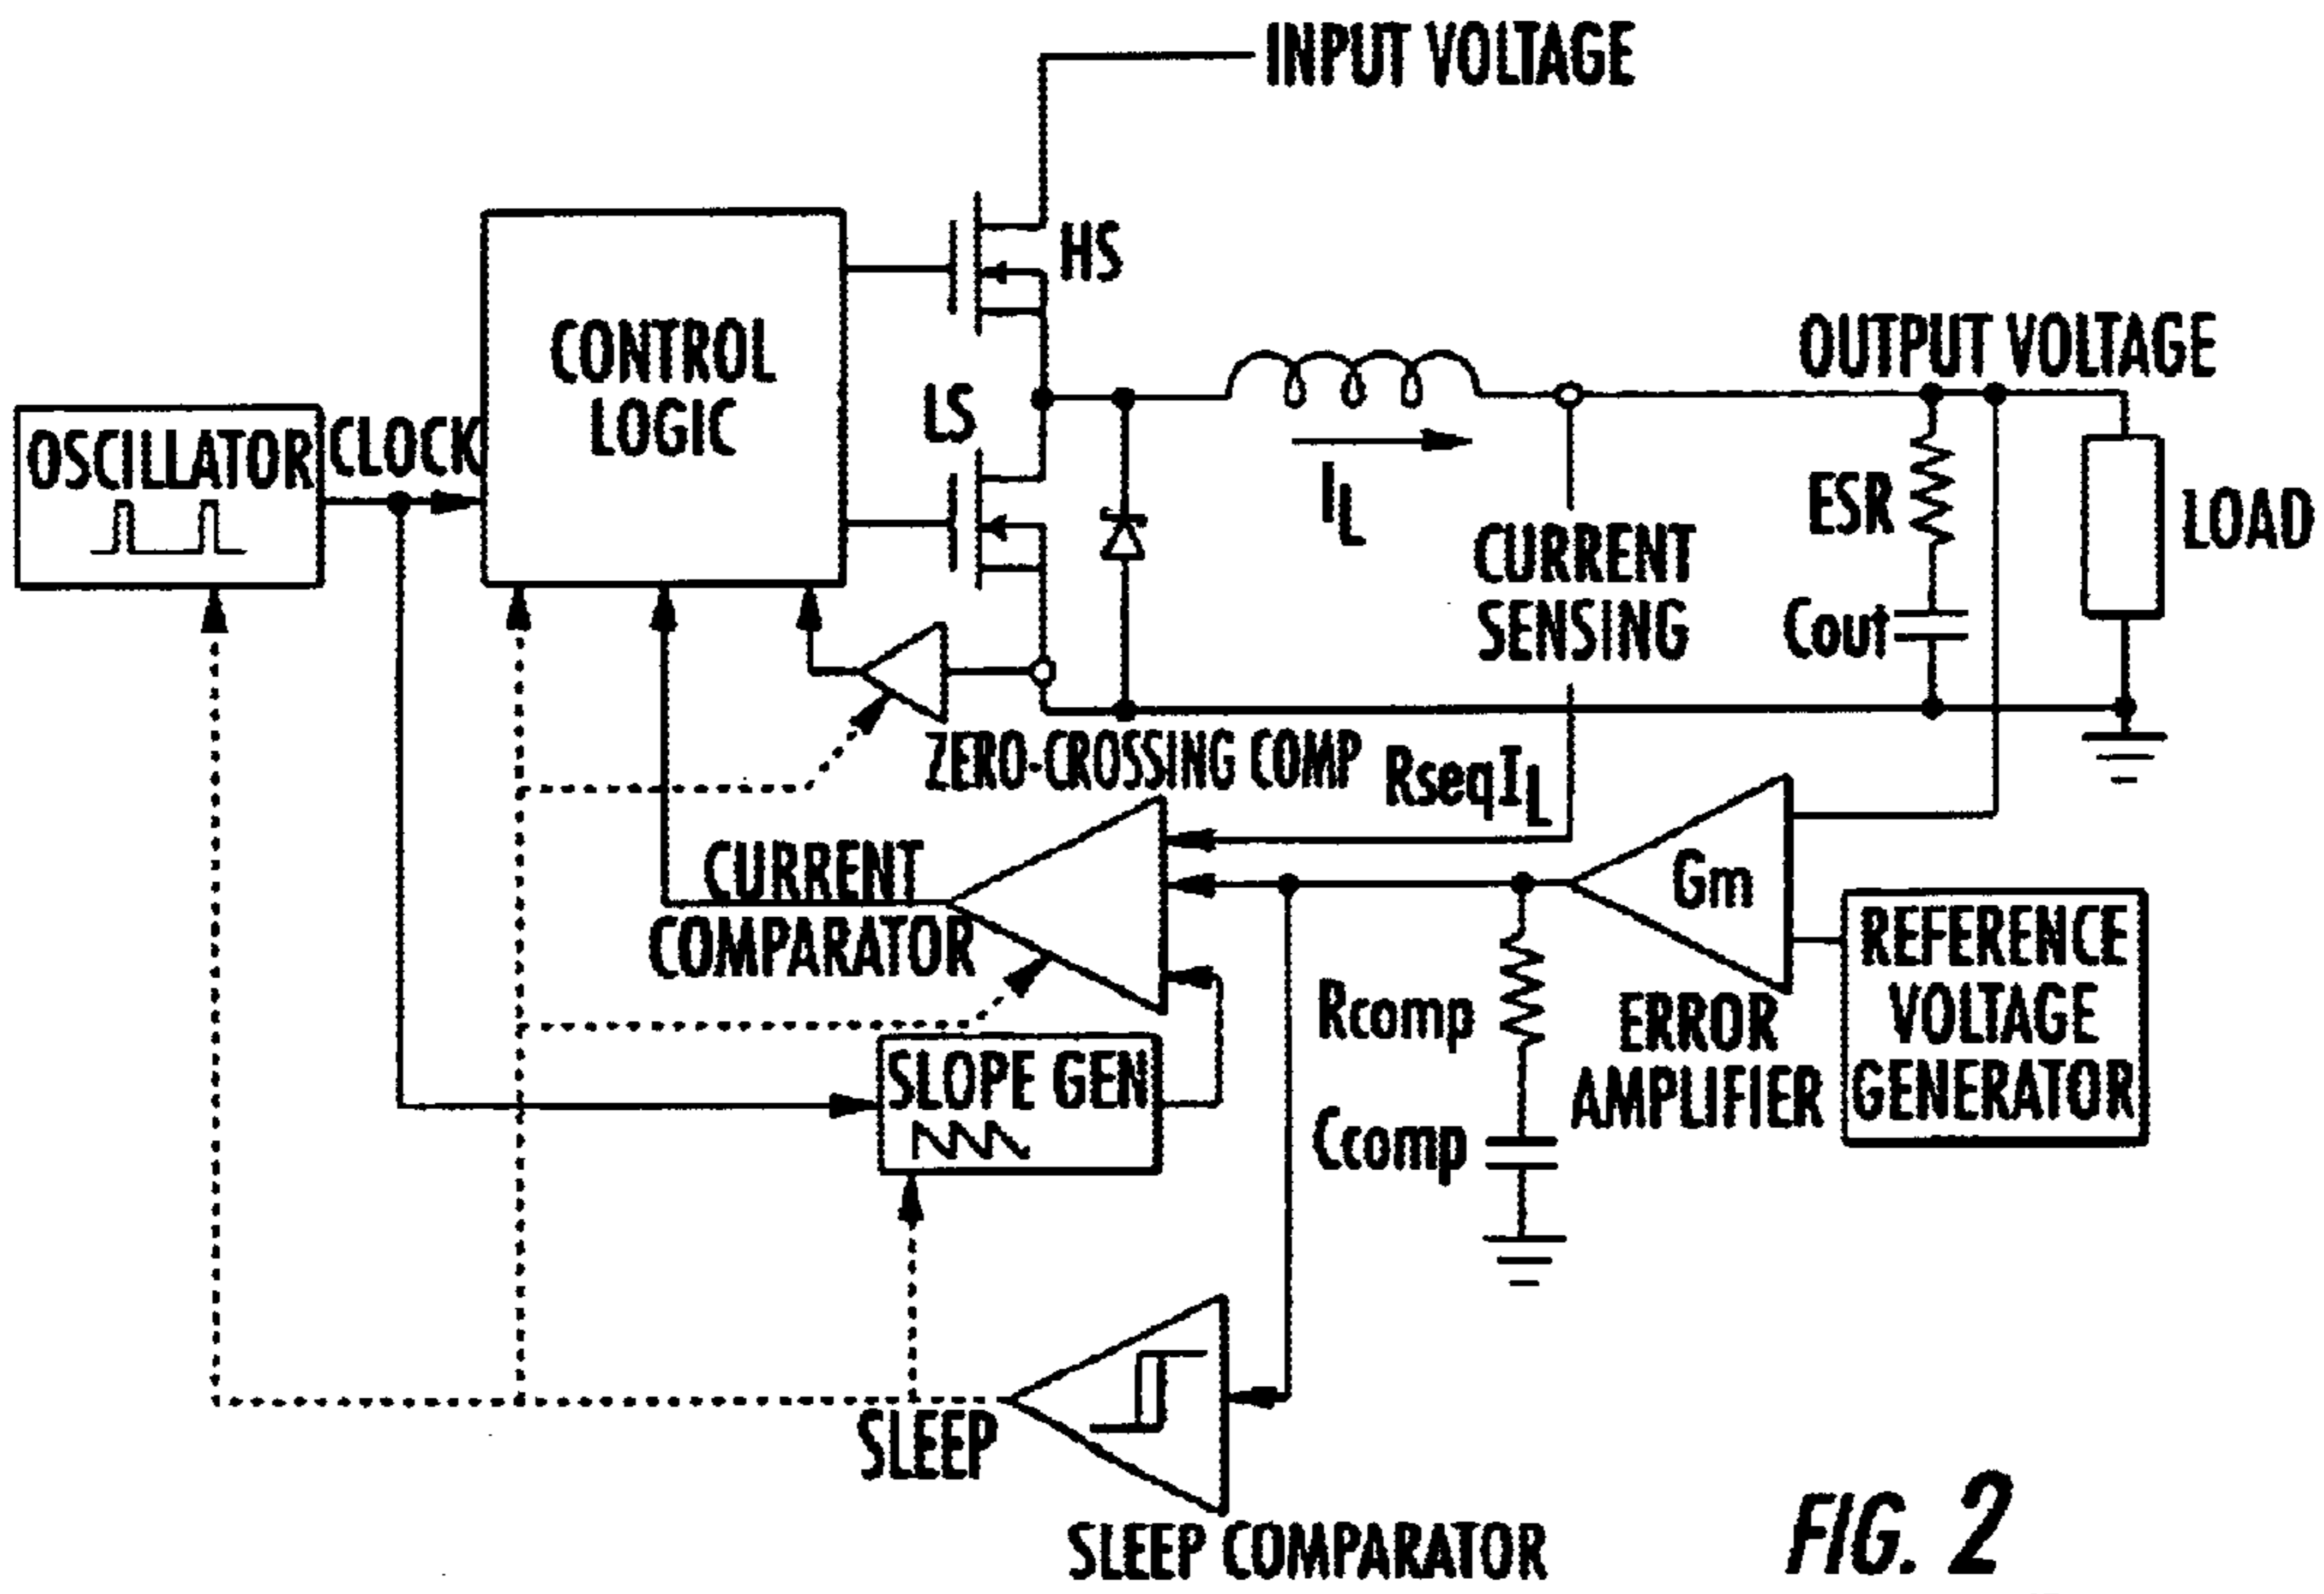 INPUT VOLTAGE
HS
CONTROL
LOGIC
OUTPUT VOLTAGE
LS
OSCILLATOR
CLOCK
IL
ESR
LOAD
CURRENT
SENSING
Cout
ZERO-CROSSING COMP
RseqIL
CURRENT
COMPARATOR
Gm
REFERENCE
VOLTAGE
GENERATOR
Rcomp
ERROR
AMPLIFIER
SLOPE GEN
Ccomp
SLEEP
SLEEP COMPARATOR
FIG. 2